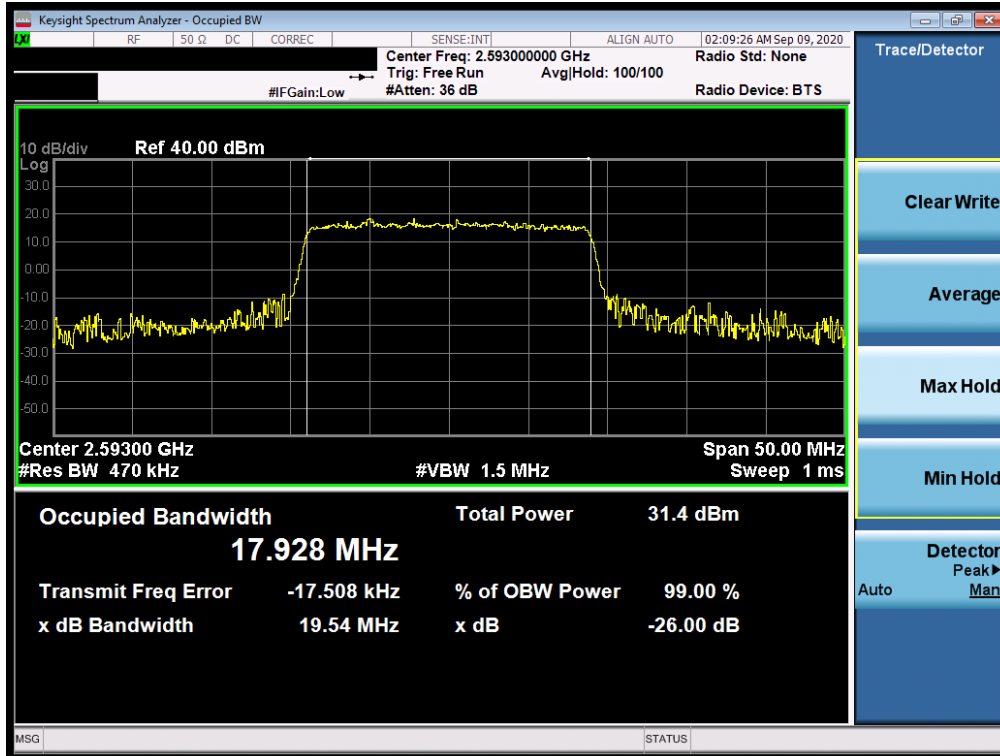 Keysight Spectrum Analyzer - Occupied BW
LXI RF 50 Ω DC CORREC SENSE:INT ALIGN AUTO 02:09:26 AM Sep 09, 2020
Center Freq: 2.593000000 GHz Radio Std: None
Trig: Free Run Avg|Hold: 100/100
#IFGain:Low #Atten: 36 dB Radio Device: BTS
Trace/Detector
10 dB/div Ref 40.00 dBm
Log
30.0
20.0
10.0
0.00
-10.0
-20.0
-30.0
-40.0
-50.0
Center 2.59300 GHz Span 50.00 MHz
#Res BW 470 kHz #VBW 1.5 MHz Sweep 1 ms
Occupied Bandwidth Total Power 31.4 dBm
17.928 MHz
Transmit Freq Error -17.508 kHz % of OBW Power 99.00 %
x dB Bandwidth 19.54 MHz x dB -26.00 dB
Clear Write
Average
Max Hold
Min Hold
Detector
Peak▶
Auto Man
MSG STATUS